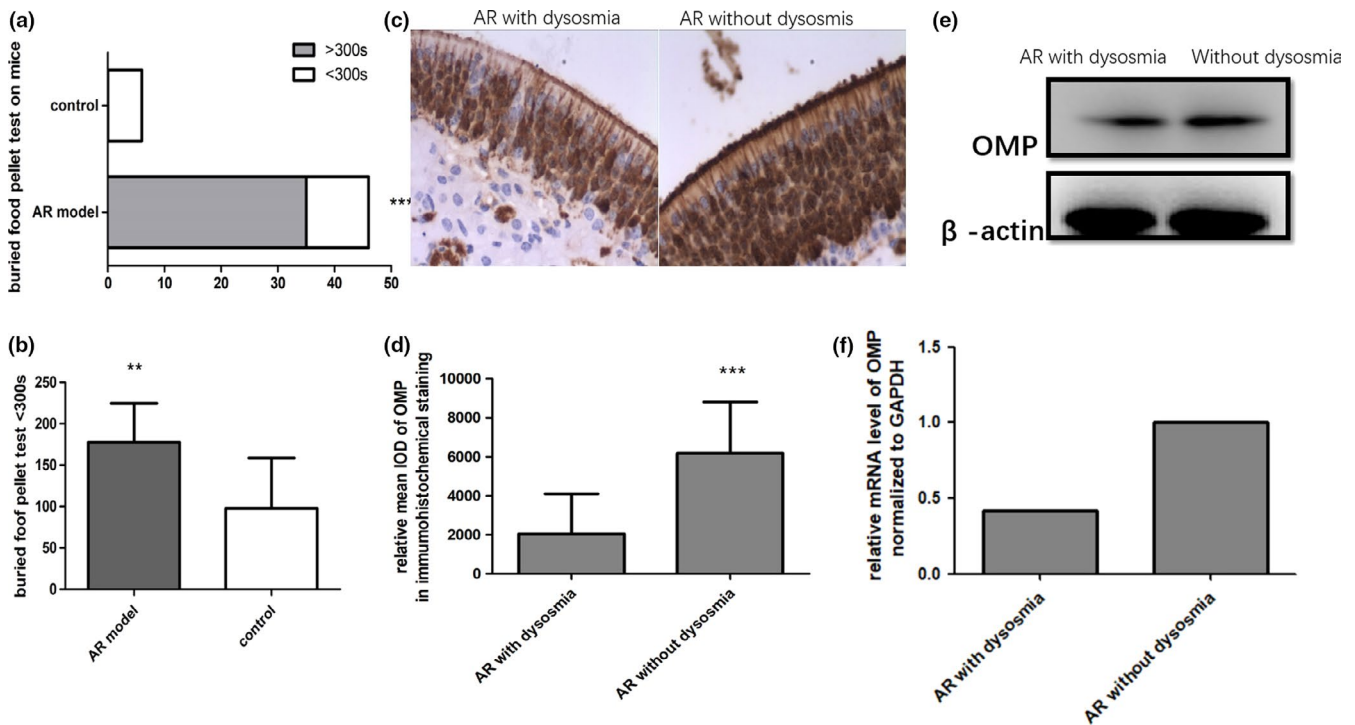 (a)
buried food pellet test on mice
>300s
<300s
control
AR model
***
0 10 20 30 40 50
(b)
buried foof pellet test <300s
250
200
150
100
50
0
**
AR model
control
(c)
AR with dysosmia
AR without dysosmis
(d)
relative mean IOD of OMP
in immumohistochemical staining
10000
8000
6000
4000
2000
0
***
AR with dysosmia
AR without dysosmia
(e)
AR with dysosmia
Without dysosmia
OMP
β -actin
(f)
relative mRNA level of OMP
normalized to GAPDH
1.5
1.0
0.5
0.0
AR with dysosmia
AR without dysosmia